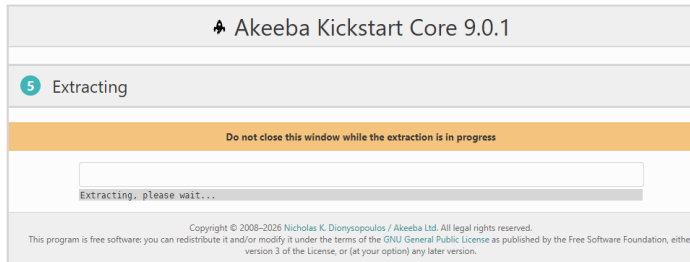 Akeeba Kickstart Core 9.0.1
5 Extracting
Do not close this window while the extraction is in progress
Extracting, please wait...
Copyright © 2008–2026 Nicholas K. Dionysopoulos / Akeeba Ltd. All legal rights reserved.
This program is free software: you can redistribute it and/or modify it under the terms of the GNU General Public License as published by the Free Software Foundation, eithe
version 3 of the License, or (at your option) any later version.